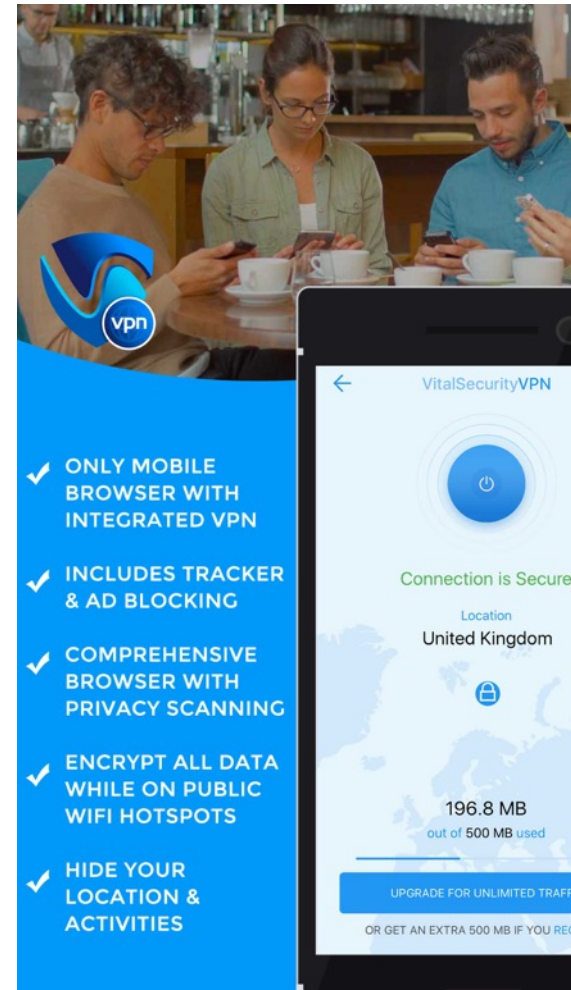 vpn
ONLY MOBILE
BROWSER WITH
INTEGRATED VPN
INCLUDES TRACKER
& AD BLOCKING
COMPREHENSIVE
BROWSER WITH
PRIVACY SCANNING
ENCRYPT ALL DATA
WHILE ON PUBLIC
WIFI HOTSPOTS
HIDE YOUR
LOCATION &
ACTIVITIES
VitalSecurityVPN
Connection is Secure
Location
United Kingdom
196.8 MB
out of 500 MB used
UPGRADE FOR UNLIMITED
OR GET AN EXTRA 500 MB IF YOU